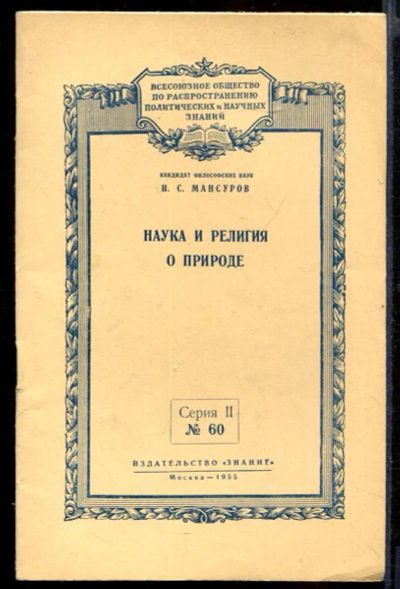 ВСЕСОЮЗНОЕ ОБЩЕСТВО
ПО РАСПРОСТРАНЕНИЮ
ПОЛИТИЧЕСКИХ и НАУЧНЫХ
ЗНАНИЙ
КАНДИДАТ ФИЛОСОФСКИХ НАУК
Н. С. МАНСУРОВ
НАУКА И РЕЛИГИЯ
О ПРИРОДЕ
Серия II
№ 60
ИЗДАТЕЛЬСТВО «ЗНАНИЕ»
Москва — 1955